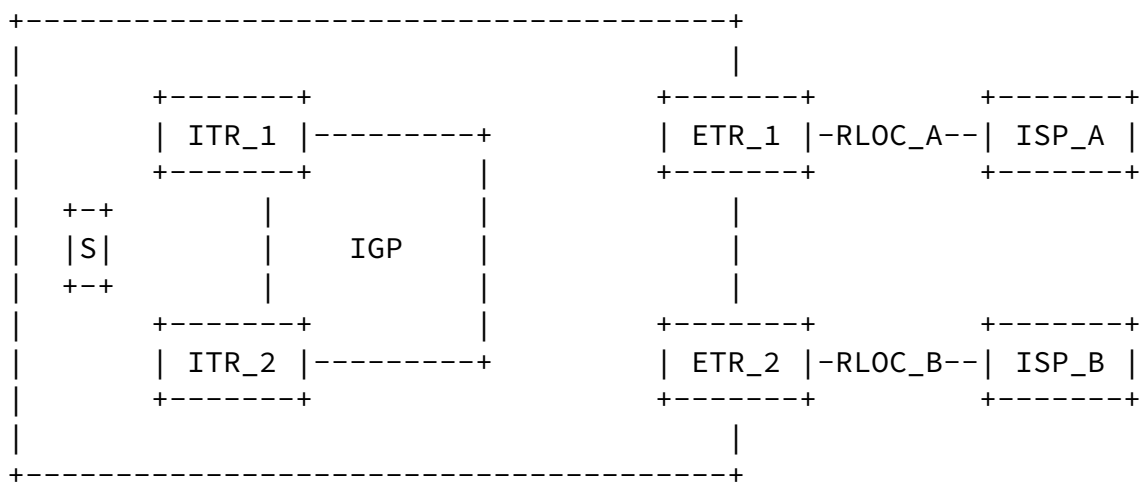 ITR_1 ETR_1 -RLOC_A-- ISP_A
S IGP
ITR_2 ETR_2 -RLOC_B-- ISP_B